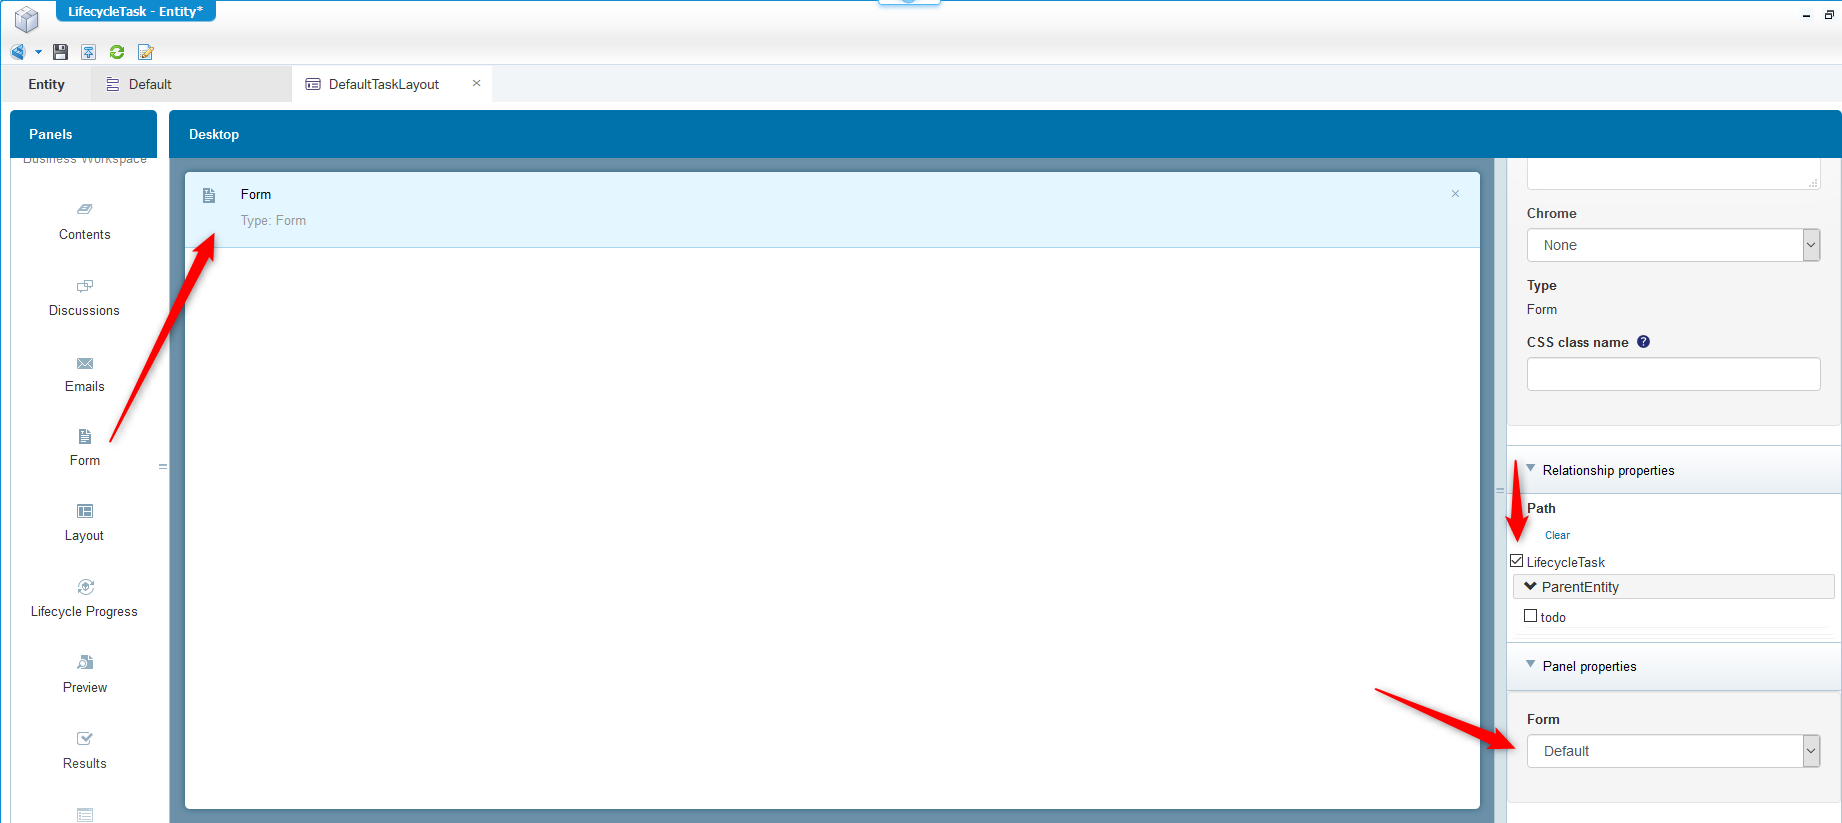 LifecycleTask - Entity*
Entity
Default
DefaultTaskLayout
Panels
Desktop
Business Workspace
Contents
Discussions
Emails
Form
Layout
Lifecycle Progress
Preview
Results
Form
Type: Form
Chrome
None
Type
Form
CSS class name ?
Relationship properties
Path
Clear
LifecycleTask
ParentEntity
todo
Panel properties
Form
Default